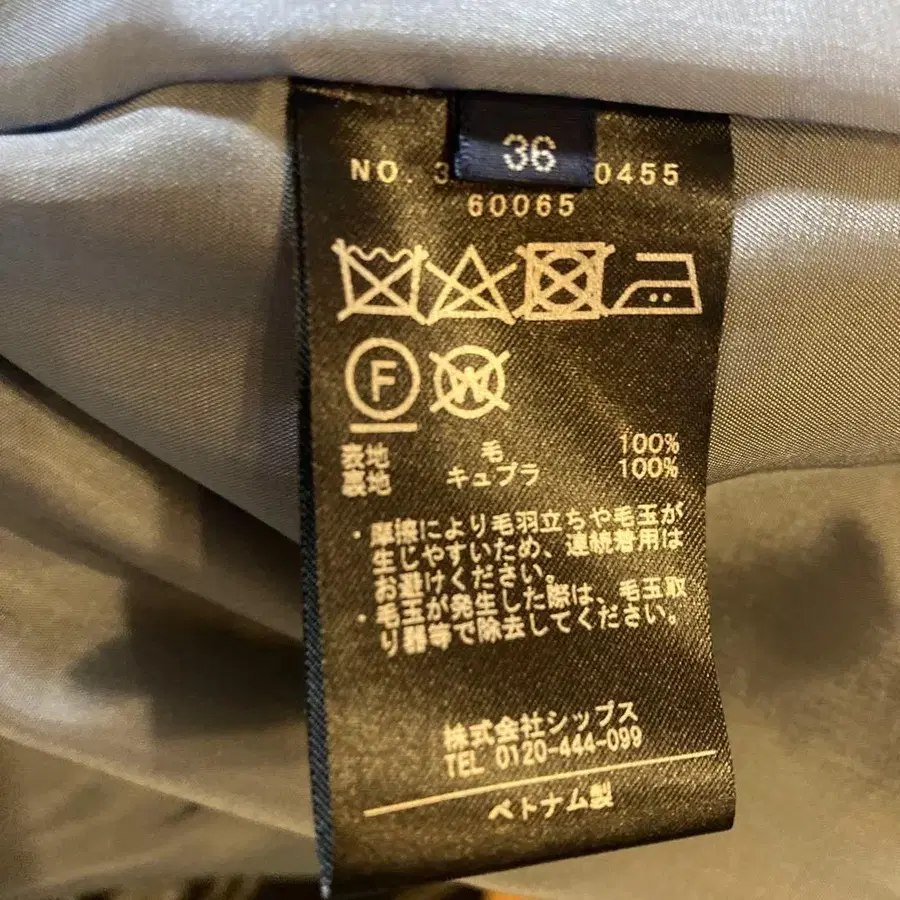 36
NO. 3 0455
60065
F
W
表地 毛 100%
裏地 キュプラ 100%
・摩擦により毛羽立ちや毛玉が
生じやすいため、連続着用は
お避けください。
・毛玉が発生した際は、毛玉取
り器等で除去してください。
株式会社シップス
TEL 0120-444-099
ベトナム製